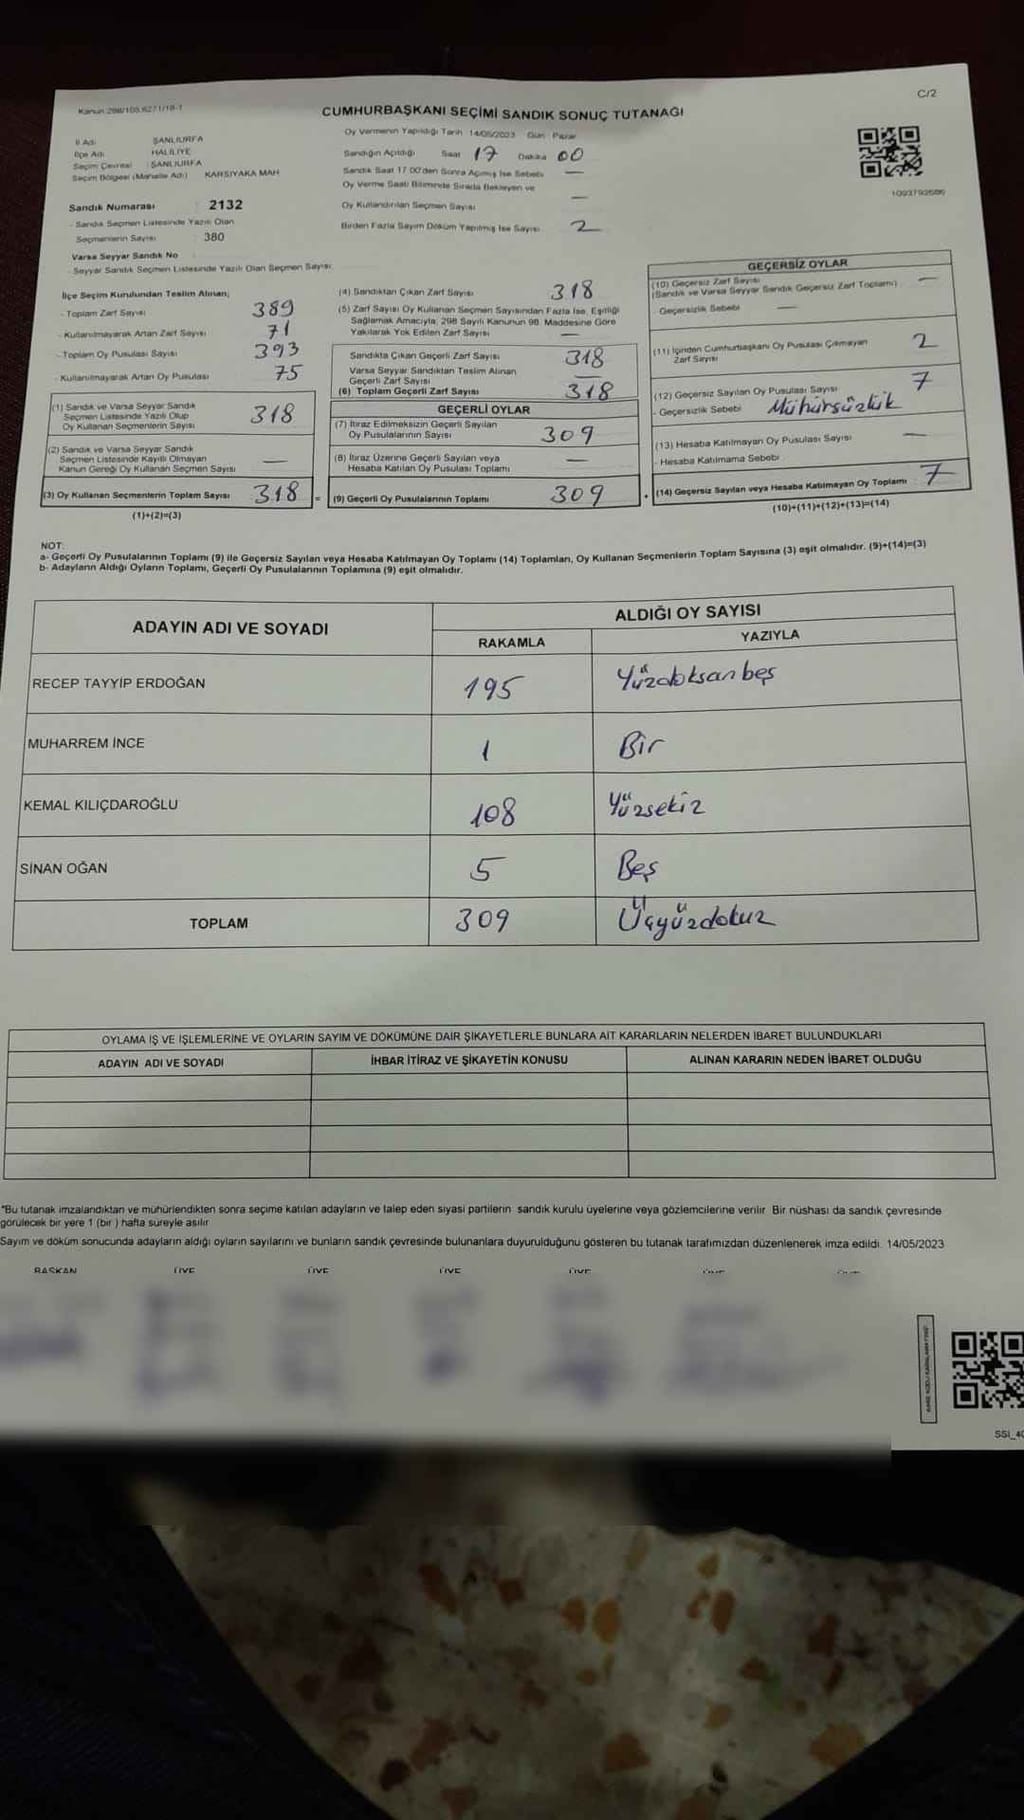 Kanun:298/105,6271/18-1
C/2
CUMHURBAŞKANI SEÇİMİ SANDIK SONUÇ TUTANAĞI
İl Adı : ŞANLIURFA
İlçe Adı : HALİLİYE
Seçim Çevresi : ŞANLIURFA
Seçim Bölgesi (Mahalle Adı) : KARŞIYAKA MAH
Sandık Numarası : 2132
- Sandık Seçmen Listesinde Yazılı Olan
Seçmenlerin Sayısı : 380
Varsa Seyyar Sandık No
- Seyyar Sandık Seçmen Listesinde Yazılı Olan Seçmen Sayısı:
Oy Vermenin Yapıldığı Tarih 14/05/2023 Gün : Pazar
Sandığın Açıldığı Saat 17 Dakika 00
Sandık Saat 17.00'den Sonra Açılmış İse Sebebi —
Oy Verme Saati Bitiminde Sırada Bekleyen ve
Oy Kullandırılan Seçmen Sayısı —
Birden Fazla Sayım Döküm Yapılmış İse Sayısı 2
İlçe Seçim Kurulundan Teslim Alınan;
- Toplam Zarf Sayısı 389
- Kullanılmayarak Artan Zarf Sayısı 71
- Toplam Oy Pusulası Sayısı 393
- Kullanılmayarak Artan Oy Pusulası 75
(1) Sandık ve Varsa Seyyar Sandık
Seçmen Listesinde Yazılı Olup
Oy Kullanan Seçmenlerin Sayısı 318
(2) Sandık ve Varsa Seyyar Sandık
Seçmen Listesinde Kayıtlı Olmayan
Kanun Gereği Oy Kullanan Seçmen Sayısı —
(3) Oy Kullanan Seçmenlerin Toplam Sayısı 318 =
(1)+(2)=(3)
(4) Sandıktan Çıkan Zarf Sayısı 318
(5) Zarf Sayısı Oy Kullanan Seçmen Sayısından Fazla İse, Eşitliği
Sağlamak Amacıyla; 298 Sayılı Kanunun 98. Maddesine Göre
Yakılarak Yok Edilen Zarf Sayısı —
Sandıkta Çıkan Geçerli Zarf Sayısı 318
Varsa Seyyar Sandıktan Teslim Alınan
Geçerli Zarf Sayısı —
(6) Toplam Geçerli Zarf Sayısı 318
GEÇERLİ OYLAR
(7) İtiraz Edilmeksizin Geçerli Sayılan
Oy Pusulalarının Sayısı 309
(8) İtiraz Üzerine Geçerli Sayılan veya
Hesaba Katılan Oy Pusulası Toplamı —
(9) Geçerli Oy Pusulalarının Toplamı 309 +
GEÇERSİZ OYLAR
(10) Geçersiz Zarf Sayısı —
(Sandık ve Varsa Seyyar Sandık Geçersiz Zarf Toplamı)
- Geçersizlik Sebebi —
(11) İçinden Cumhurbaşkanı Oy Pusulası Çıkmayan
Zarf Sayısı 2
(12) Geçersiz Sayılan Oy Pusulası Sayısı 7
- Geçersizlik Sebebi Mühürsüzlük
(13) Hesaba Katılmayan Oy Pusulası Sayısı —
- Hesaba Katılmama Sebebi
(14) Geçersiz Sayılan veya Hesaba Katılmayan Oy Toplamı 7
(10)+(11)+(12)+(13)=(14)
NOT:
a- Geçerli Oy Pusulalarının Toplamı (9) ile Geçersiz Sayılan veya Hesaba Katılmayan Oy Toplamı (14) Toplamları, Oy Kullanan Seçmenlerin Toplam Sayısına (3) eşit olmalıdır. (9)+(14)=(3)
b- Adayların Aldığı Oyların Toplamı, Geçerli Oy Pusulalarının Toplamına (9) eşit olmalıdır.
ADAYIN ADI VE SOYADI
ALDIĞI OY SAYISI
RAKAMLA YAZIYLA
RECEP TAYYİP ERDOĞAN 195 Yüzdoksanbeş
MUHARREM İNCE 1 Bir
KEMAL KILIÇDAROĞLU 108 Yüzsekiz
SİNAN OĞAN 5 Beş
TOPLAM 309 Üçyüzdokuz
OYLAMA İŞ VE İŞLEMLERİNE VE OYLARIN SAYIM VE DÖKÜMÜNE DAİR ŞİKAYETLERLE BUNLARA AİT KARARLARIN NELERDEN İBARET BULUNDUKLARI
ADAYIN ADI VE SOYADI İHBAR İTİRAZ VE ŞİKAYETİN KONUSU ALINAN KARARIN NEDEN İBARET OLDUĞU
"Bu tutanak imzalandıktan ve mühürlendikten sonra seçime katılan adayların ve talep eden siyasi partilerin sandık kurulu üyelerine veya gözlemcilerine verilir. Bir nüshası da sandık çevresinde
görülecek bir yere 1 (bir ) hafta süreyle asılır
Sayım ve döküm sonucunda adayların aldığı oyların sayılarını ve bunların sandık çevresinde bulunanlara duyurulduğunu gösteren bu tutanak tarafımızdan düzenlenerek imza edildi. 14/05/2023
BAŞKAN ÜYE ÜYE ÜYE ÜYE ÜYE